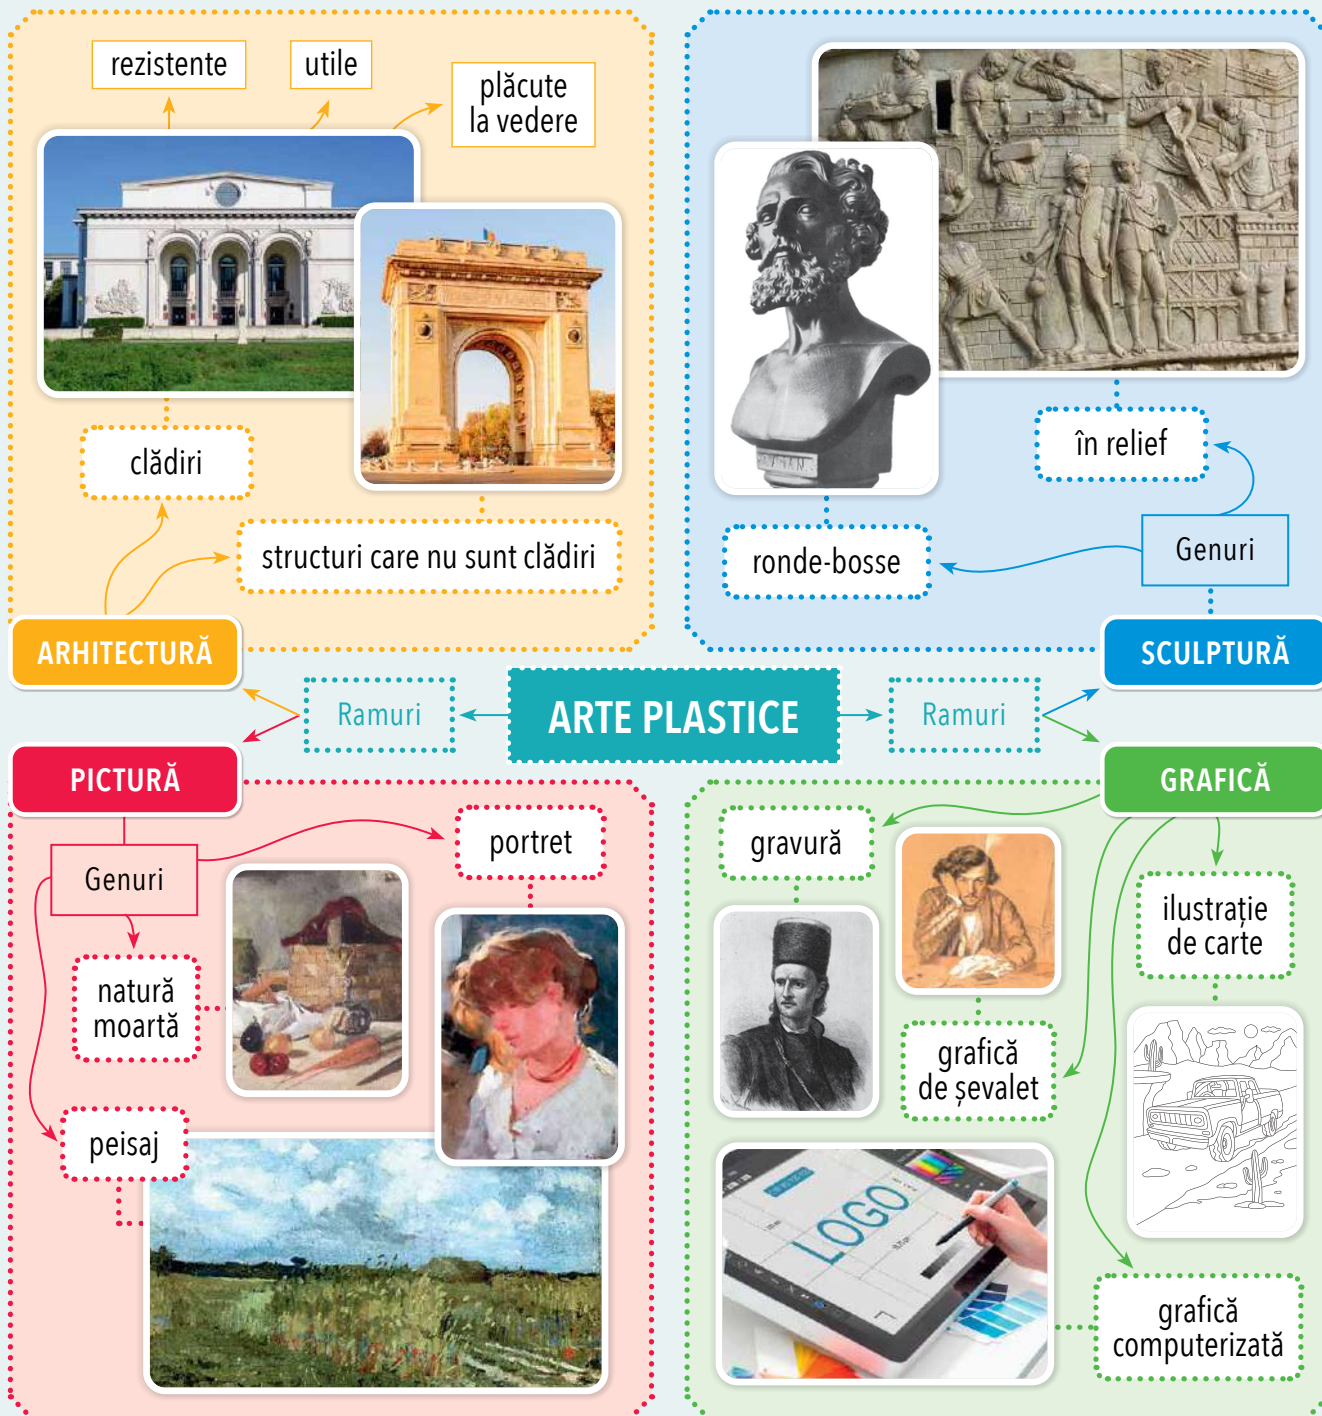 rezistente
utile
plăcute
la vedere
clădiri
structuri care nu sunt clădiri
ARHITECTURĂ
în relief
ronde-bosse
Genuri
SCULPTURĂ
Ramuri
ARTE PLASTICE
Ramuri
PICTURĂ
Genuri
portret
natură
moartă
peisaj
GRAFICĂ
gravură
ilustrație
de carte
grafică
de șevalet
LOGO
grafică
computerizată